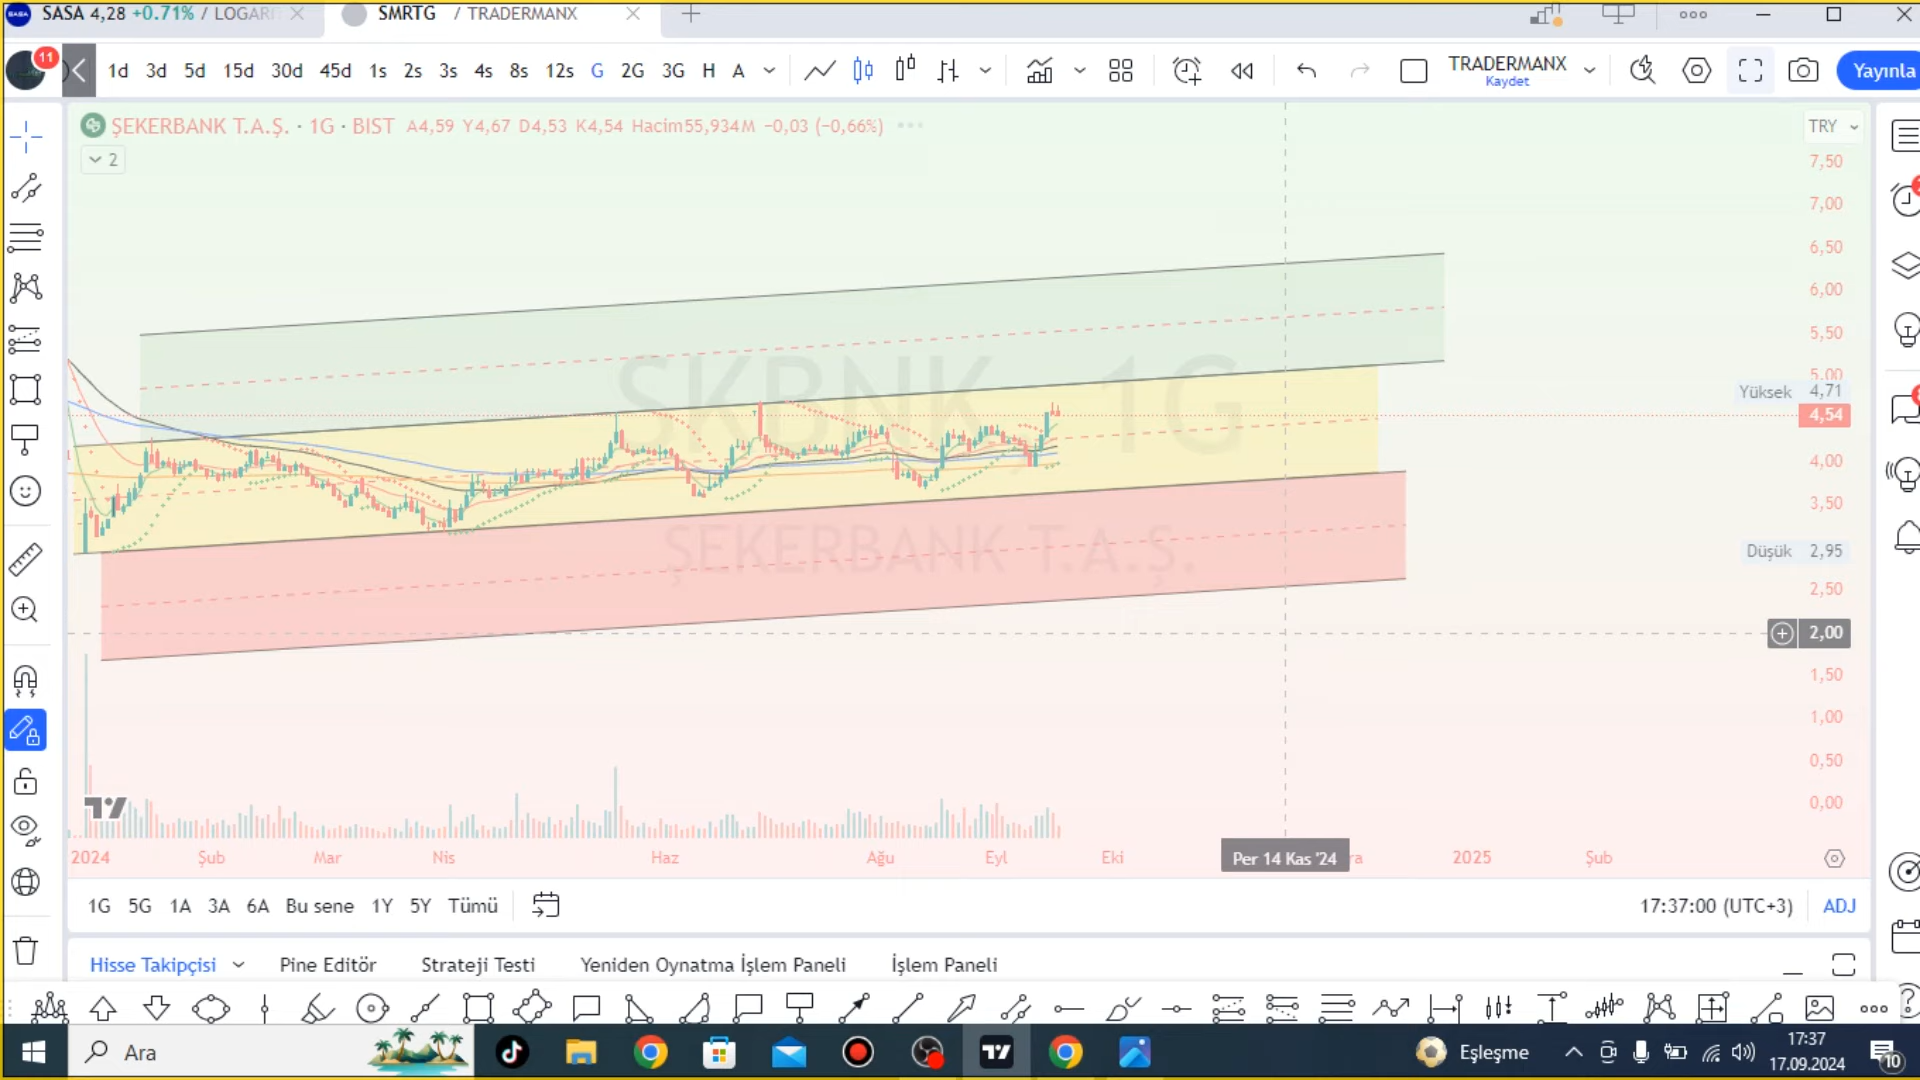 SASA 4,28 +0.71% / LOGARİ
SMRTG / TRADERMANX
11
1d 3d 5d 15d 30d 45d 1s 2s 3s 4s 8s 12s G 2G 3G H A
TRADERMANX
Kaydet
Yayınla
ŞEKERBANK T.A.Ş. · 1G · BIST A4,59 Y4,67 D4,53 K4,54 Hacim55,934M −0,03 (−0,66%)
2
TRY
7,50
7,00
6,50
6,00
5,50
5,00
Yüksek 4,71
4,54
4,00
3,50
Düşük 2,95
2,50
2,00
1,50
1,00
0,50
0,00
SKBNK, 1G
ŞEKERBANK T.A.Ş.
2024 Şub Mar Nis Haz Ağu Eyl Eki Per 14 Kas '24 ra 2025 Şub
1G 5G 1A 3A 6A Bu sene 1Y 5Y Tümü
17:37:00 (UTC+3) ADJ
Hisse Takipçisi Pine Editör Strateji Testi Yeniden Oynatma İşlem Paneli İşlem Paneli
Ara
Eşleşme
17:37
17.09.2024
10